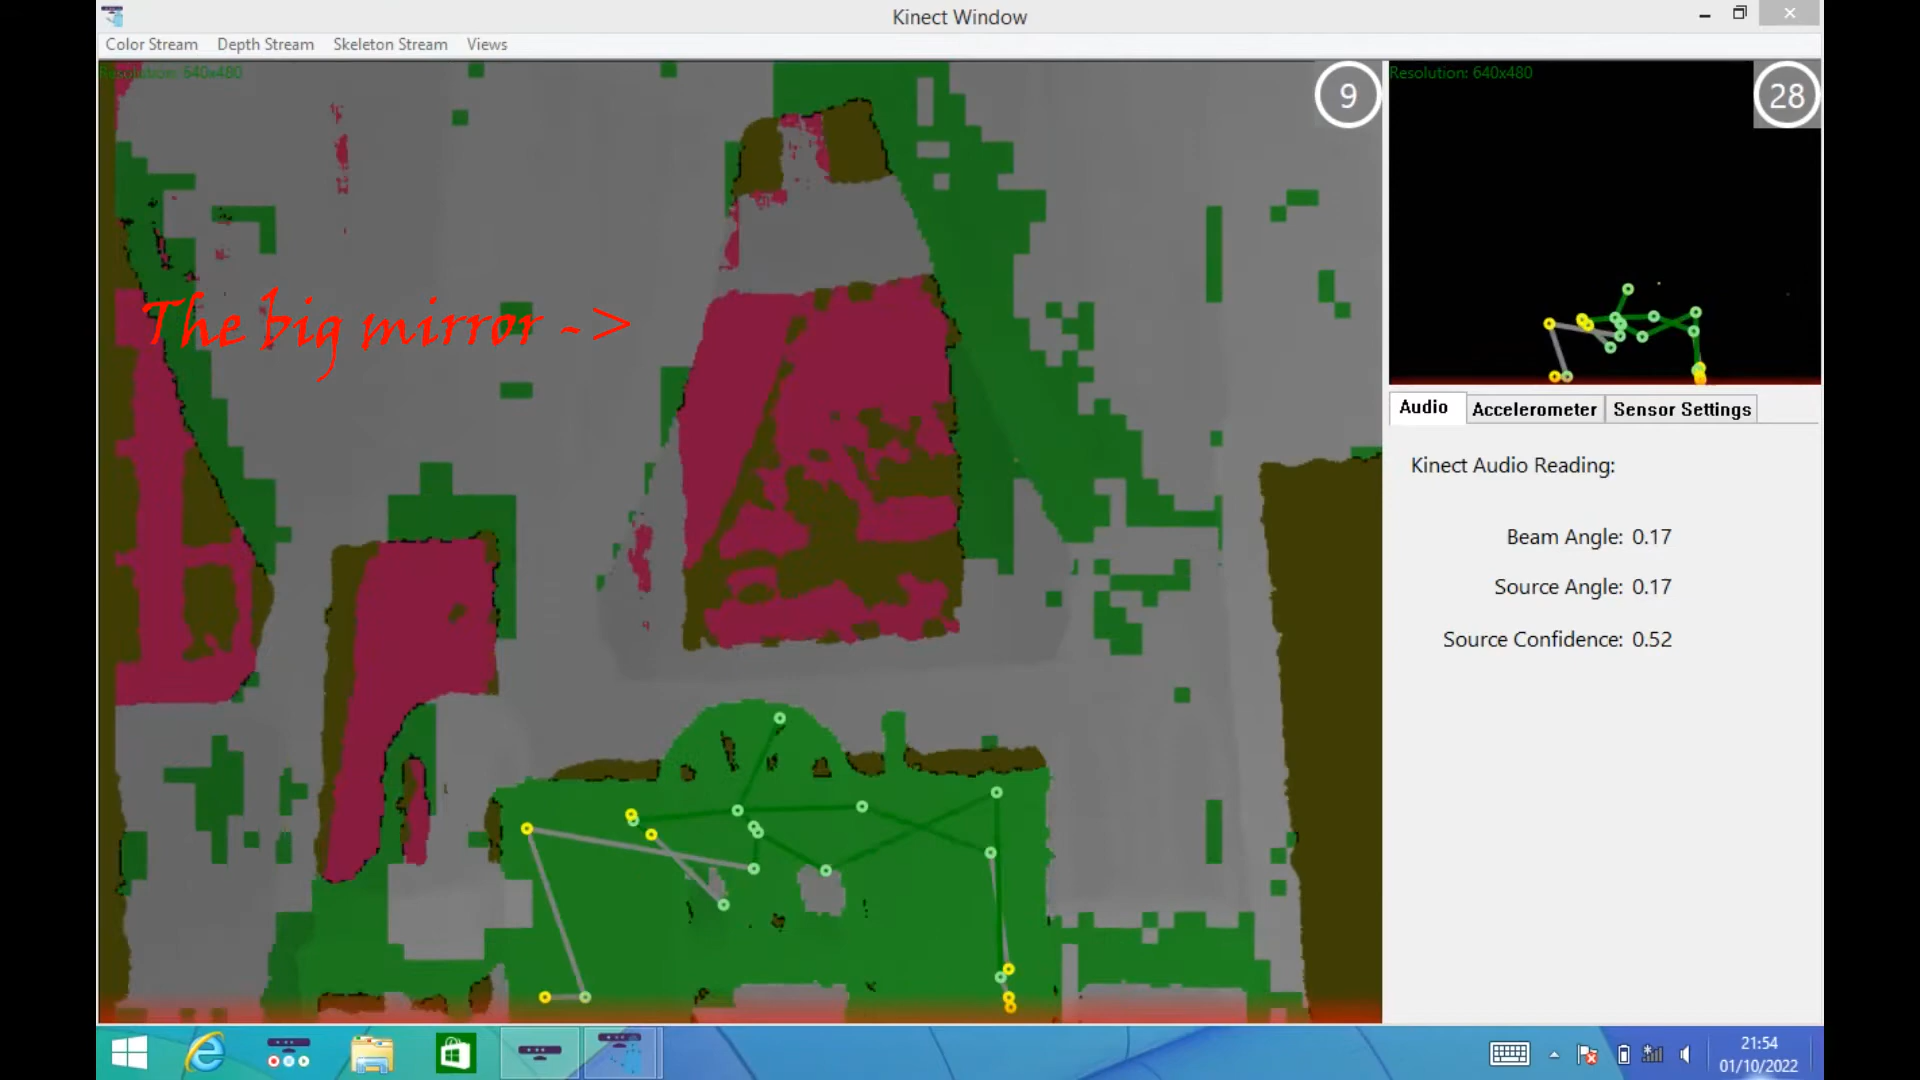 Kinect Window
Color Stream Depth Stream Skeleton Stream Views
Resolution: 640x480
9
Resolution: 640x480
28
The big mirror ->
Audio Accelerometer Sensor Settings
Kinect Audio Reading:
Beam Angle: 0.17
Source Angle: 0.17
Source Confidence: 0.52
21:54
01/10/2022